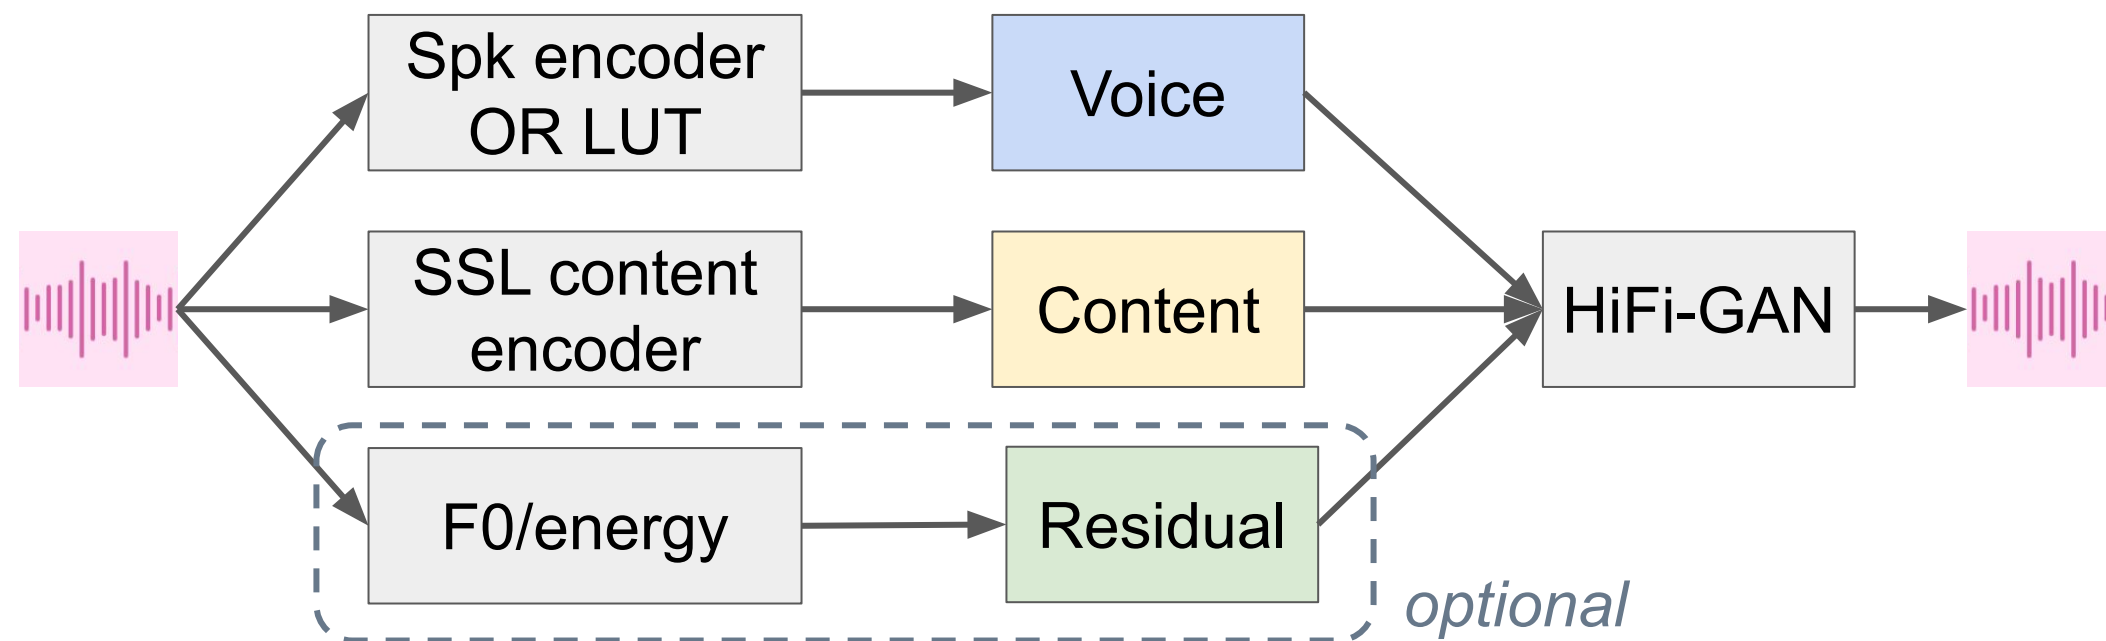 Spk encoder
OR LUT
Voice
SSL content
encoder
Content
HiFi-GAN
F0/energy
Residual
optional